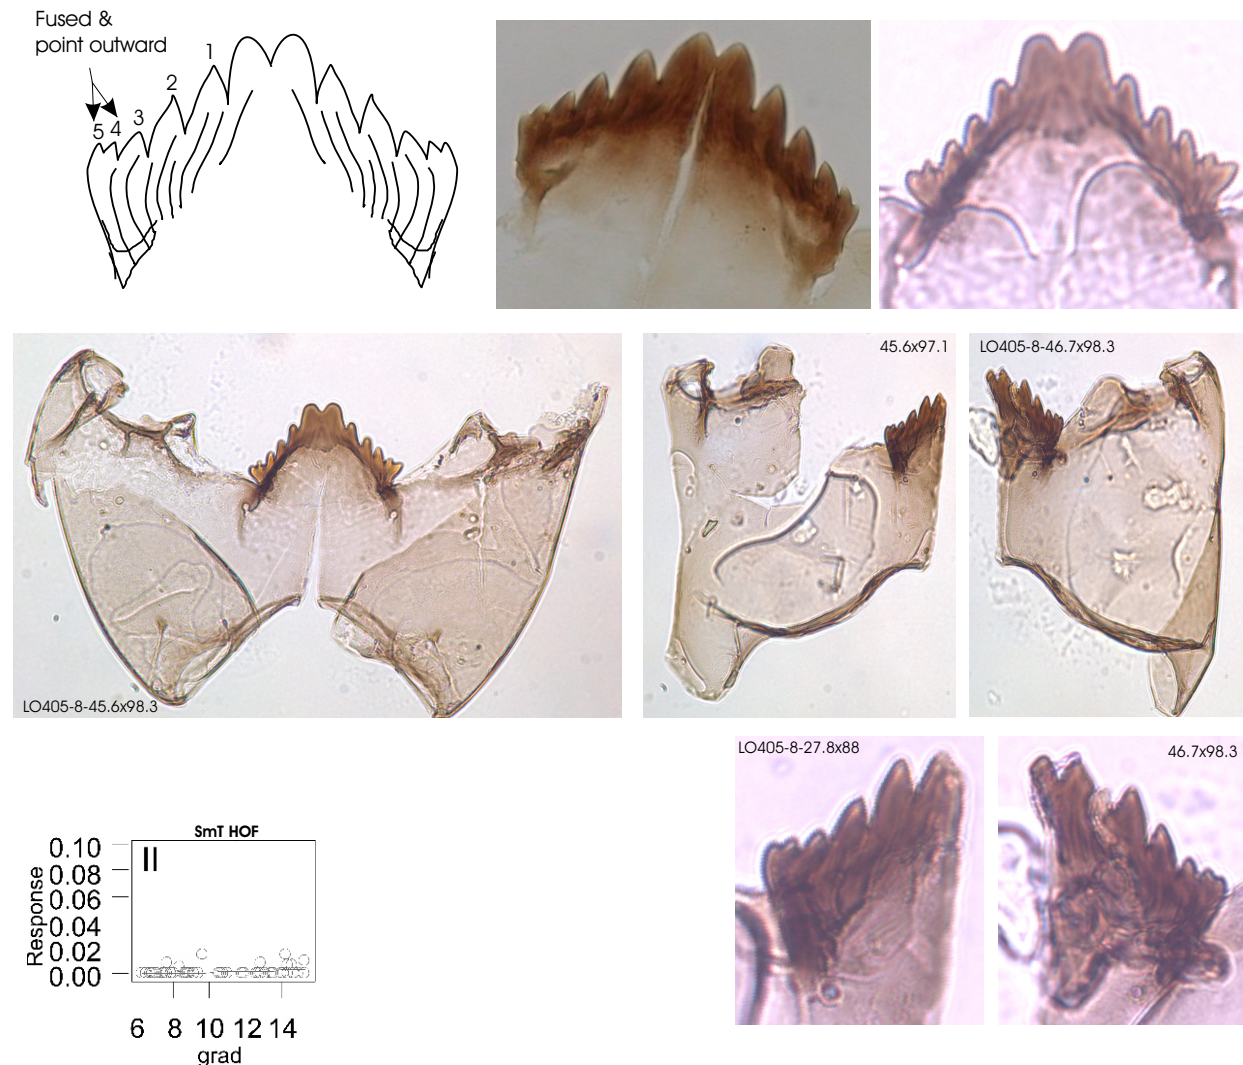 Fused &
point outward
1
2
3
5 4
45.6x97.1
LO405-8-46.7x98.3
LO405-8-45.6x98.3
LO405-8-27.8x88
46.7x98.3
SmT HOF
II
Response
0.10
0.08
0.06
0.04
0.02
0.00
6 8 10 12 14
grad